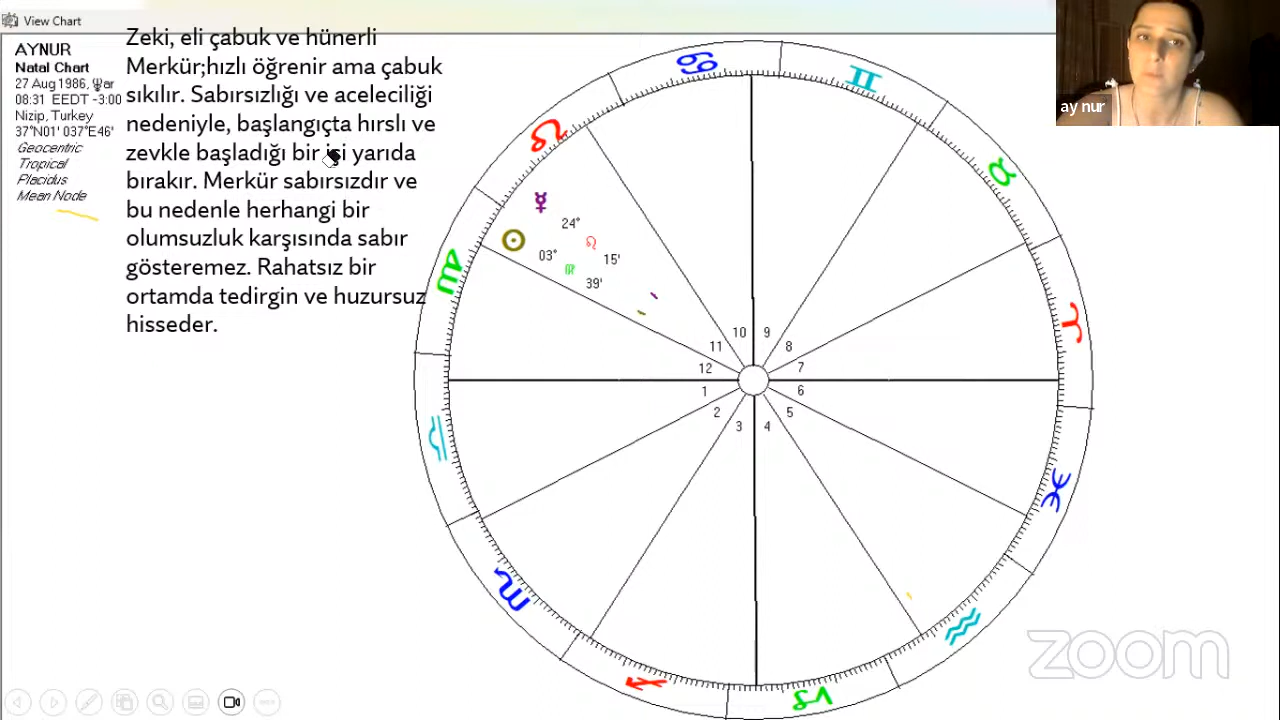 View Chart
AYNUR
Natal Chart
27 Aug 1986, Çar
08:31 EEDT -3:00
Nizip, Turkey
37°N01' 037°E46'
Geocentric
Tropical
Placidus
Mean Node
Zeki, eli çabuk ve hünerli
Merkür;hızlı öğrenir ama çabuk
sıkılır. Sabırsızlığı ve aceleciliği
nedeniyle, başlangıçta hırslı ve
zevkle başladığı bir işi yarıda
bırakır. Merkür sabırsızdır ve
bu nedenle herhangi bir
olumsuzluk karşısında sabır
gösteremez. Rahatsız bir
ortamda tedirgin ve huzursuz
hisseder.
♋ ♊
♌ ♉
♍ ♈
♎ ♓
♏ ♒
♐ ♑
☿ 24° ♌ 15'
☉ 03° ♍ 39'
10 9
11 8
12 7
1 6
2 5
3 4
ay nur
zoom